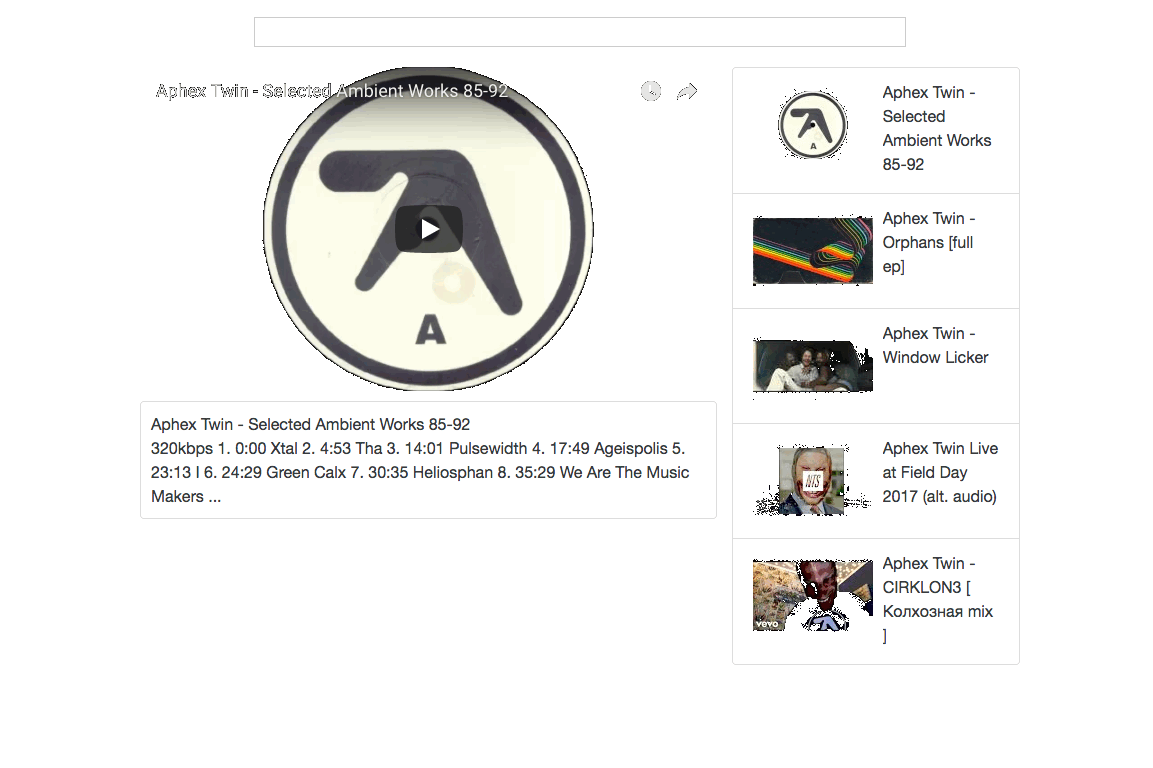 Aphex Twin - Selected Ambient Works 85-92
A
Aphex Twin - Selected Ambient Works 85-92
320kbps 1. 0:00 Xtal 2. 4:53 Tha 3. 14:01 Pulsewidth 4. 17:49 Ageispolis 5.
23:13 I 6. 24:29 Green Calx 7. 30:35 Heliosphan 8. 35:29 We Are The Music
Makers ...
A
Aphex Twin -
Selected
Ambient Works
85-92
Aphex Twin -
Orphans [full
ep]
Aphex Twin -
Window Licker
NTS
Aphex Twin Live
at Field Day
2017 (alt. audio)
vevo
Aphex Twin -
CIRKLON3 [
Колхозная mix
]